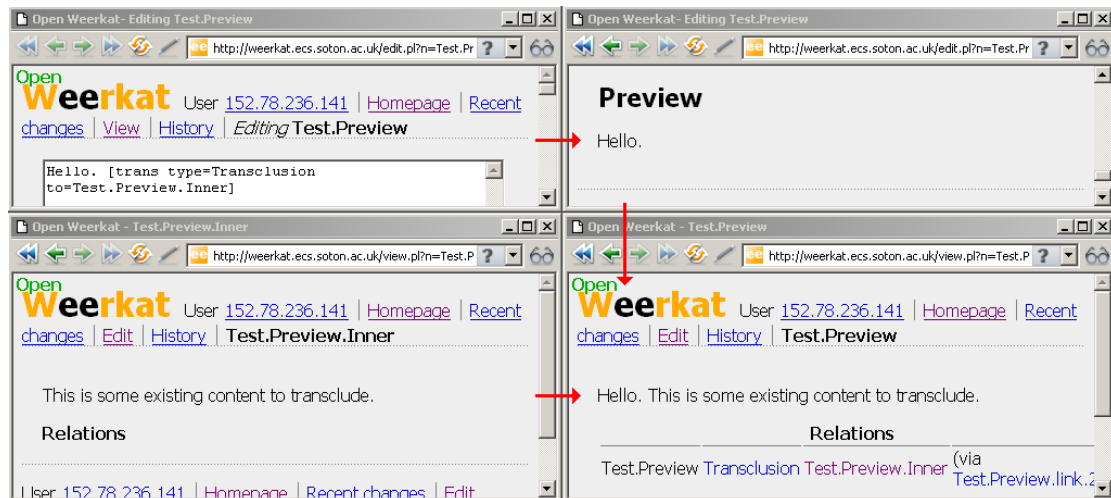 Open Weerkat- Editing Test.Preview
http://weerkat.ecs.soton.ac.uk/edit.pl?n=Test.Pr ?
Open
Weerkat User 152.78.236.141 | Homepage | Recent
changes | View | History | Editing Test.Preview
Hello. [trans type=Transclusion
to=Test.Preview.Inner]
Open Weerkat- Editing Test.Preview
http://weerkat.ecs.soton.ac.uk/edit.pl?n=Test.Pr ?
Preview
Hello.
Open Weerkat - Test.Preview.Inner
http://weerkat.ecs.soton.ac.uk/view.pl?n=Test.P ?
Open
Weerkat User 152.78.236.141 | Homepage | Recent
changes | Edit | History | Test.Preview.Inner
This is some existing content to transclude.
Relations
User 152.78.236.141 | Homepage | Recent changes | Edit
Open Weerkat - Test.Preview
http://weerkat.ecs.soton.ac.uk/view.pl?n=Test.P ?
Open
Weerkat User 152.78.236.141 | Homepage | Recent
changes | Edit | History | Test.Preview
Hello. This is some existing content to transclude.
Relations
Test.Preview Transclusion Test.Preview.Inner (via
Test.Preview.link.2